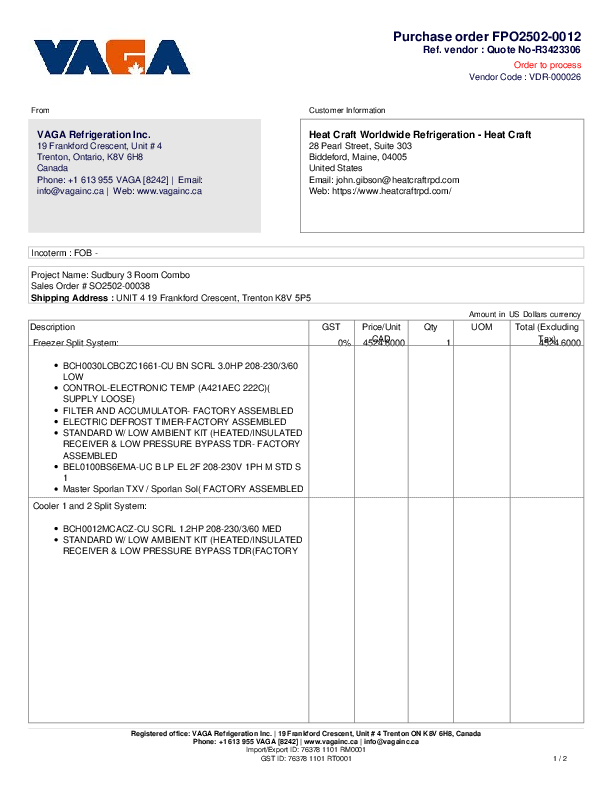 VAGA
Purchase order FPO2502-0012
Ref. vendor : Quote No-R3423306
Order to process
Vendor Code : VDR-000026
From
Customer Information
VAGA Refrigeration Inc.
19 Frankford Crescent, Unit # 4
Trenton, Ontario, K8V 6H8
Canada
Phone: +1 613 955 VAGA [8242] | Email:
info@vagainc.ca | Web: www.vagainc.ca
Heat Craft Worldwide Refrigeration - Heat Craft
28 Pearl Street, Suite 303
Biddeford, Maine, 04005
United States
Email: john.gibson@heatcraftrpd.com
Web: https://www.heatcraftrpd.com/
Incoterm : FOB -
Project Name: Sudbury 3 Room Combo
Sales Order # SO2502-00038
Shipping Address : UNIT 4 19 Frankford Crescent, Trenton K8V 5P5
Amount in US Dollars currency
Description GST Price/Unit CAD Qty UOM Total (Excluding Tax)
Freezer Split System: 0% 4524.6000 1 4524.6000
• BCH0030LCBCZC1661-CU BN SCRL 3.0HP 208-230/3/60
LOW
• CONTROL-ELECTRONIC TEMP (A421AEC 222C)(
SUPPLY LOOSE)
• FILTER AND ACCUMULATOR- FACTORY ASSEMBLED
• ELECTRIC DEFROST TIMER-FACTORY ASSEMBLED
• STANDARD W/ LOW AMBIENT KIT (HEATED/INSULATED
RECEIVER & LOW PRESSURE BYPASS TDR- FACTORY
ASSEMBLED
• BEL0100BS6EMA-UC B LP EL 2F 208-230V 1PH M STD S
1
• Master Sporlan TXV / Sporlan Sol( FACTORY ASSEMBLED
Cooler 1 and 2 Split System:
• BCH0012MCACZ-CU SCRL 1.2HP 208-230/3/60 MED
• STANDARD W/ LOW AMBIENT KIT (HEATED/INSULATED
RECEIVER & LOW PRESSURE BYPASS TDR(FACTORY
Registered office: VAGA Refrigeration Inc. | 19 Frankford Crescent, Unit # 4 Trenton ON K8V 6H8, Canada
Phone: +1 613 955 VAGA [8242] | www.vagainc.ca | info@vagainc.ca
Import/Export ID: 76378 1101 RM0001
GST ID: 76378 1101 RT0001
1 / 2